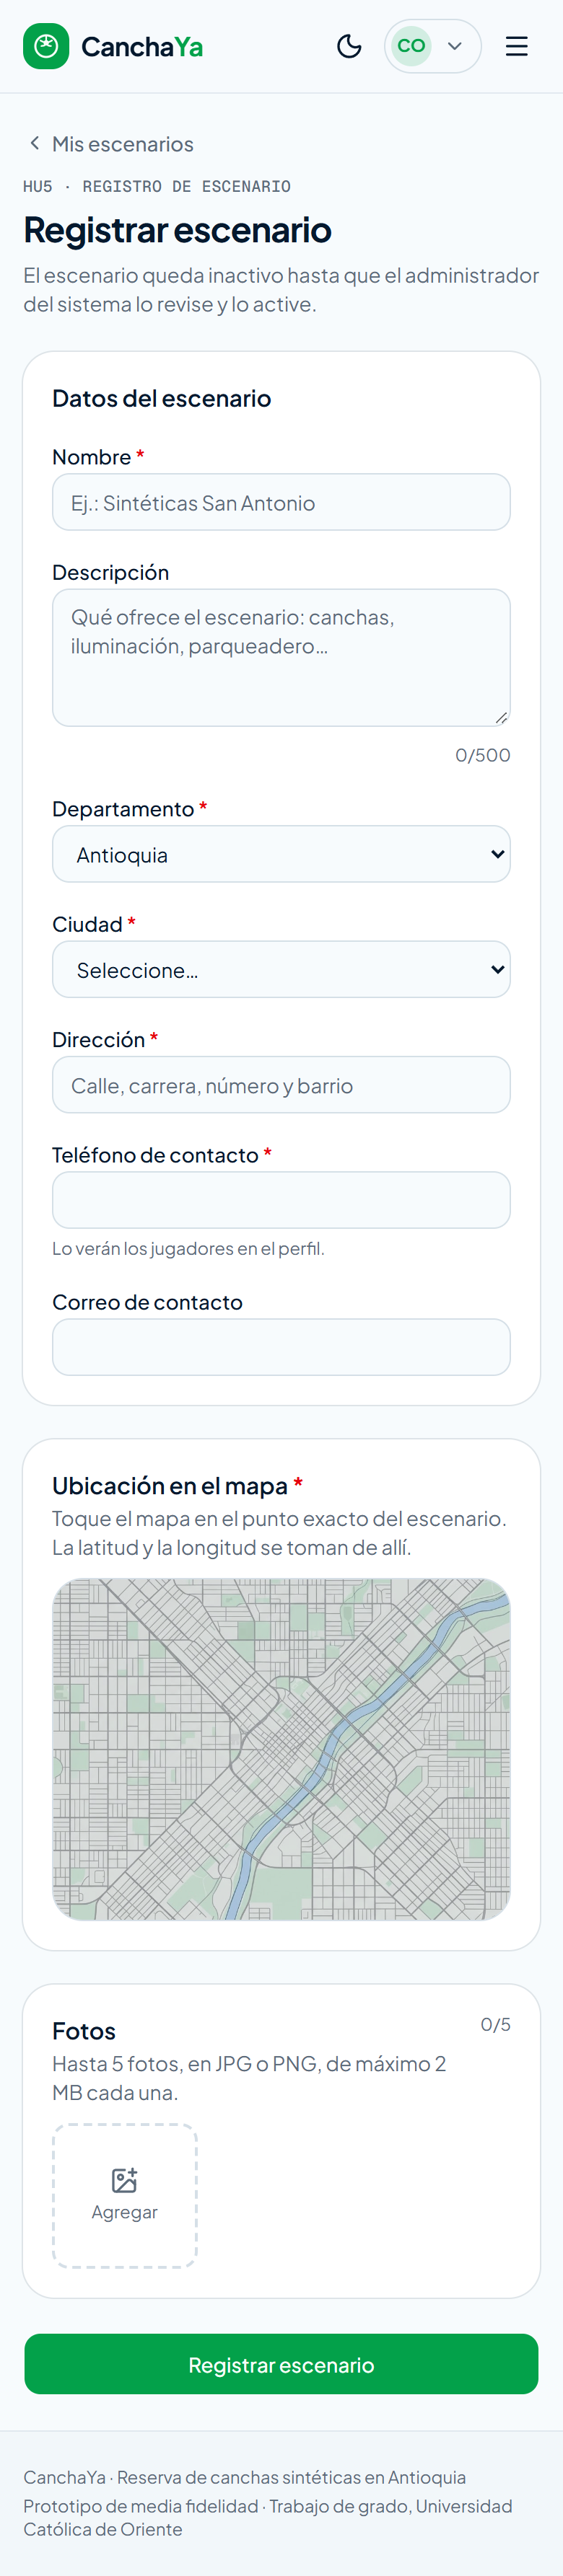 CanchaYa
CO
Mis escenarios
HU5 · REGISTRO DE ESCENARIO
Registrar escenario
El escenario queda inactivo hasta que el administrador
del sistema lo revise y lo active.
Datos del escenario
Nombre *
Ej.: Sintéticas San Antonio
Descripción
Qué ofrece el escenario: canchas,
iluminación, parqueadero…
0/500
Departamento *
Antioquia
Ciudad *
Seleccione…
Dirección *
Calle, carrera, número y barrio
Teléfono de contacto *
Lo verán los jugadores en el perfil.
Correo de contacto
Ubicación en el mapa *
Toque el mapa en el punto exacto del escenario.
La latitud y la longitud se toman de allí.
Fotos
0/5
Hasta 5 fotos, en JPG o PNG, de máximo 2
MB cada una.
Agregar
Registrar escenario
CanchaYa · Reserva de canchas sintéticas en Antioquia
Prototipo de media fidelidad · Trabajo de grado, Universidad
Católica de Oriente